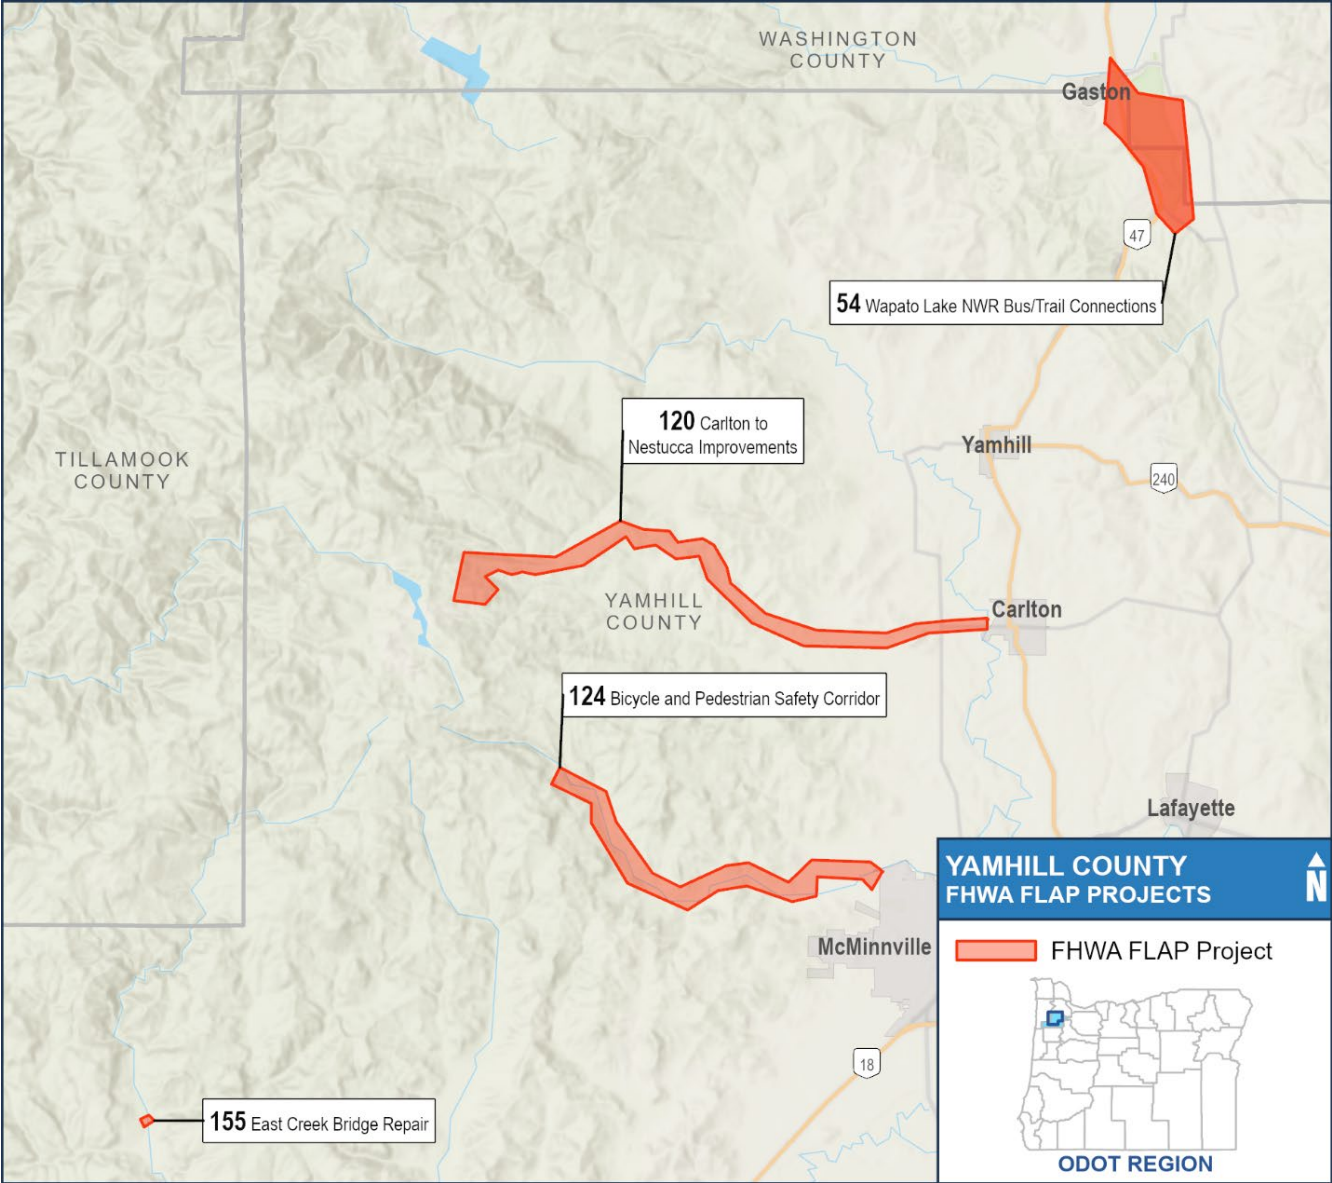 WASHINGTON
COUNTY
Gaston
47
54 Wapato Lake NWR Bus/Trail Connections
120 Carlton to
Nestucca Improvements
Yamhill
TILLAMOOK
COUNTY
240
YAMHILL
COUNTY
Carlton
124 Bicycle and Pedestrian Safety Corridor
Lafayette
McMinnville
18
155 East Creek Bridge Repair
YAMHILL COUNTY
FHWA FLAP PROJECTS
N
FHWA FLAP Project
ODOT REGION